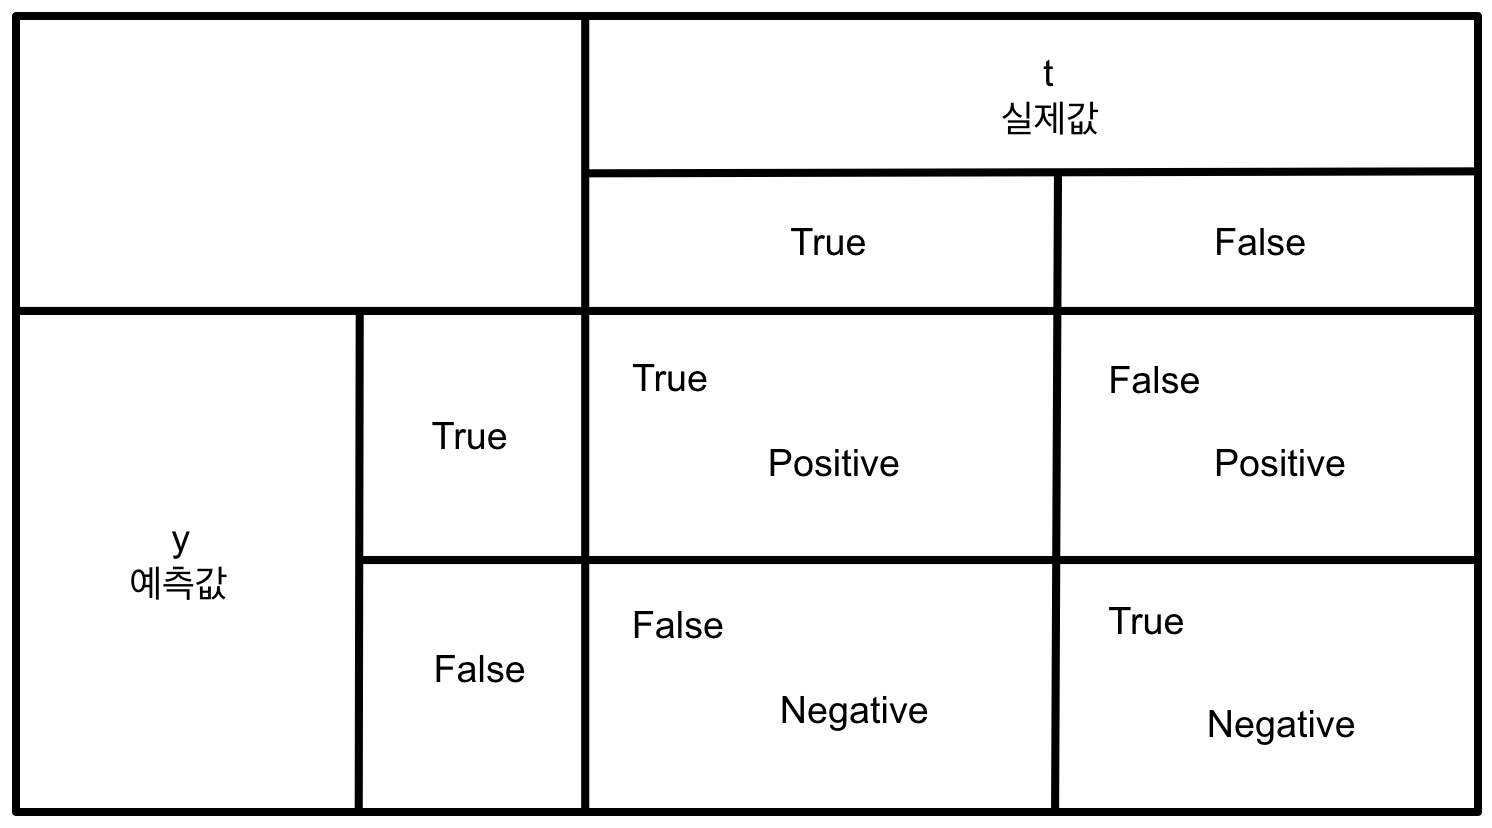 t
실제값
True
False
True
True
Positive
False
Positive
y
예측값
False
False
Negative
True
Negative